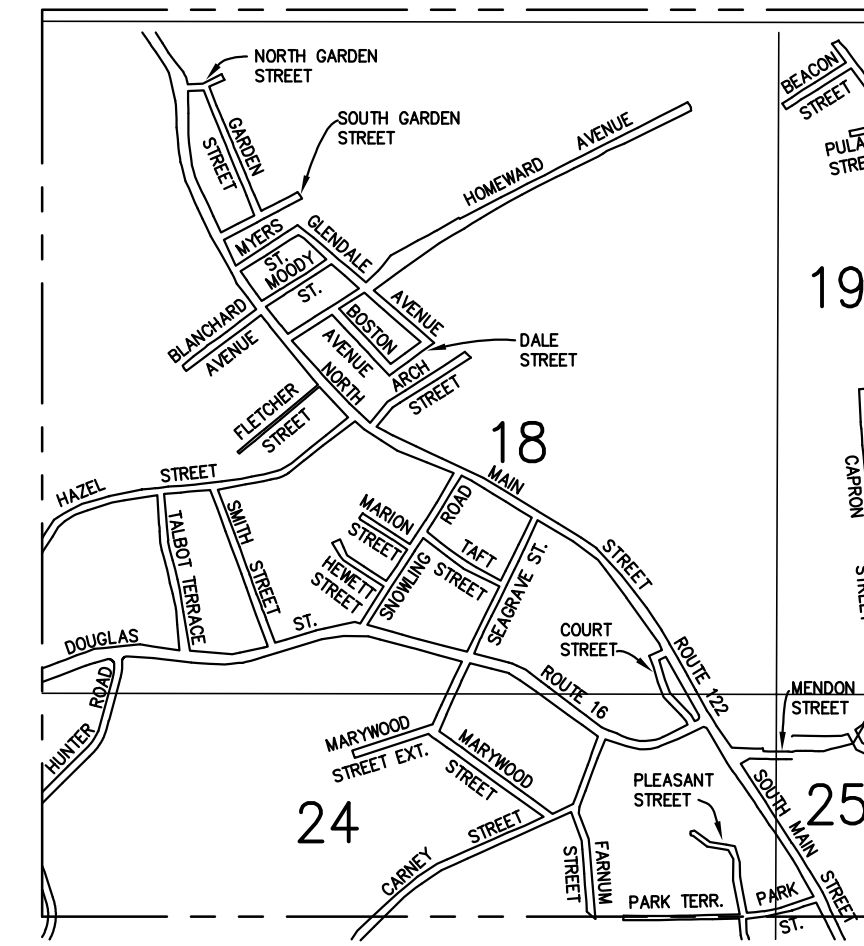 NORTH GARDEN
STREET
BEACON
STREET
SOUTH GARDEN
STREET
GARDEN
STREET
HOMEWARD AVENUE
PULA
STRE
MYERS
ST.
GLENDALE
AVENUE
MOODY
ST.
19
BLANCHARD
AVENUE
BOSTON
AVENUE
DALE
STREET
NORTH
ARCH
STREET
FLETCHER
STREET
18
MAIN
STREET
HAZEL STREET
CAPRON
STREET
TALBOT TERRACE
SMITH STREET
MARION
STREET
SNOWLING
ROAD
TAFT
STREET
HEWETT
STREET
SEAGRAVE ST.
DOUGLAS ST.
COURT
STREET
ROUTE 122
HUNTER ROAD
ROUTE 16
MENDON
STREET
MARYWOOD
STREET EXT.
MARYWOOD
STREET
PLEASANT
STREET
SOUTH MAIN
STREET
24
25
CARNEY STREET
FARNUM
STREET
PARK TERR.
PARK
ST.